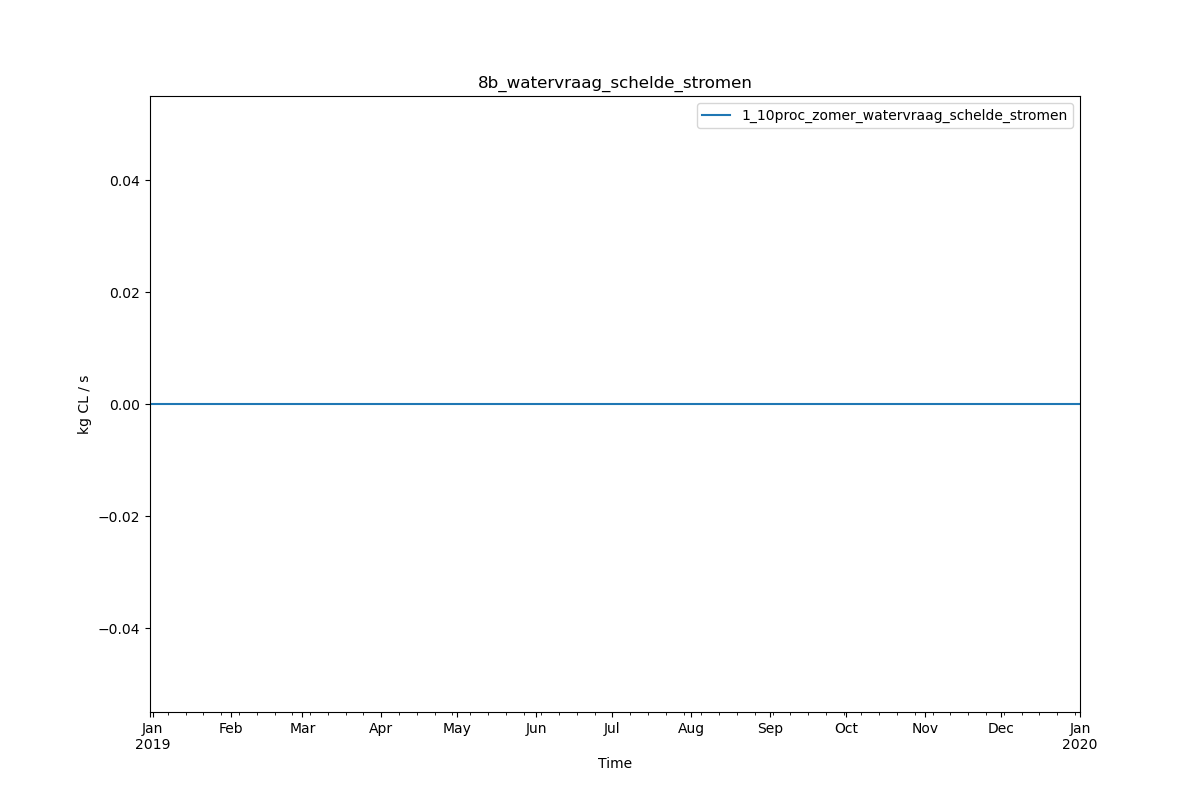 8b_watervraag_schelde_stromen
1_10proc_zomer_watervraag_schelde_stromen
0.04
0.02
0.00
−0.02
−0.04
kg CL / s
Jan Feb Mar Apr May Jun Jul Aug Sep Oct Nov Dec Jan
2019 2020
Time